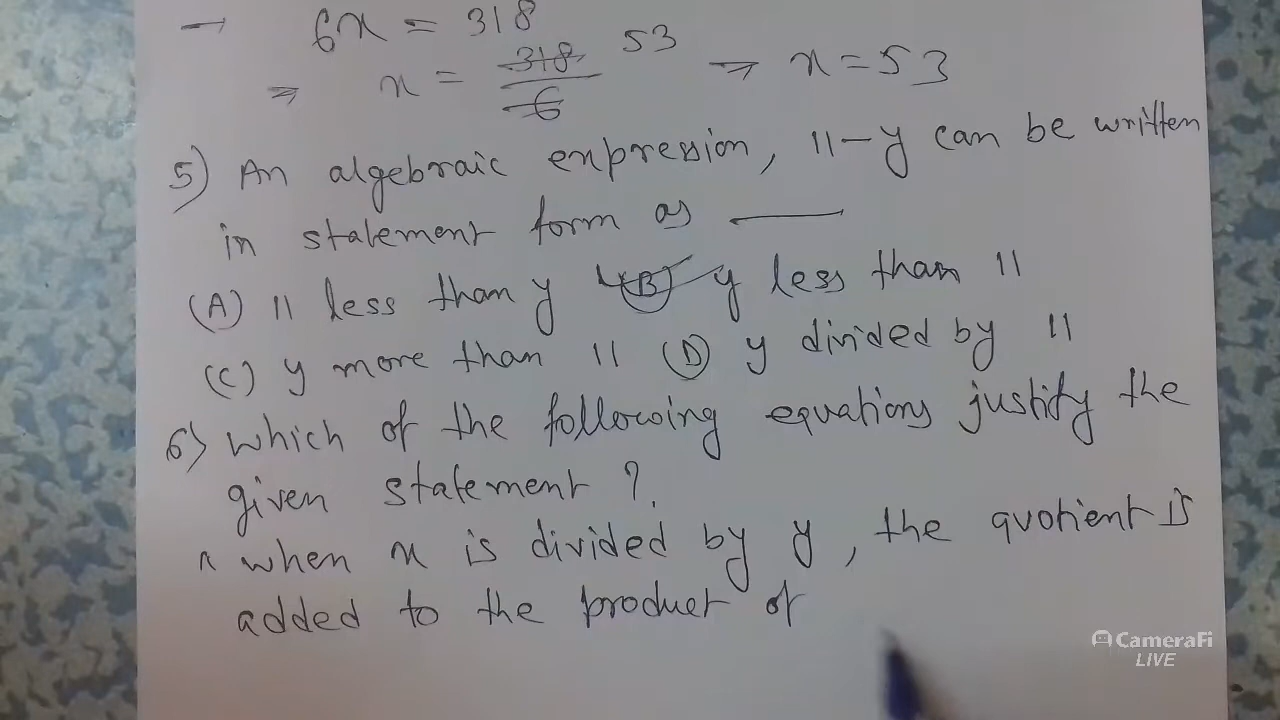 → 6x = 318
⇒ x = 318/6 53 ⇒ x = 53
5) An algebraic expression, 11-y can be written
in statement form as ______
(A) 11 less than y (B) y less than 11
(C) y more than 11 (D) y divided by 11
6) Which of the following equations justify the
given statement?
" when x is divided by y, the quotient is
added to the product of
CameraFi
LIVE